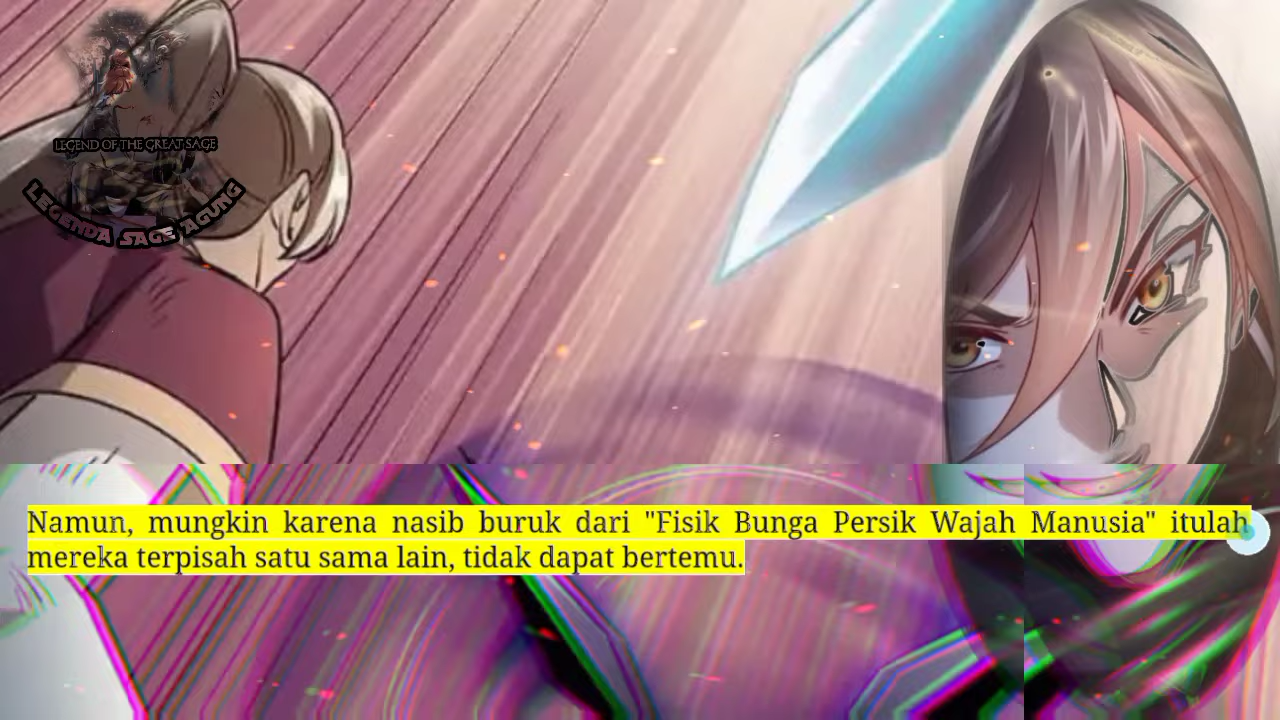 LEGEND OF THE GREAT SAGE
LEGENDA SAGE AGUNG
Namun, mungkin karena nasib buruk dari "Fisik Bunga Persik Wajah Manusia" itulah
mereka terpisah satu sama lain, tidak dapat bertemu.